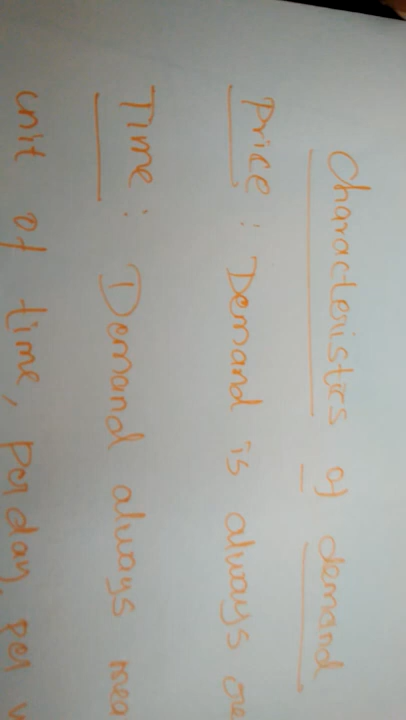 Characteristics of demand
Price : Demand is always
Time : Demand always
unit of time, per day, per